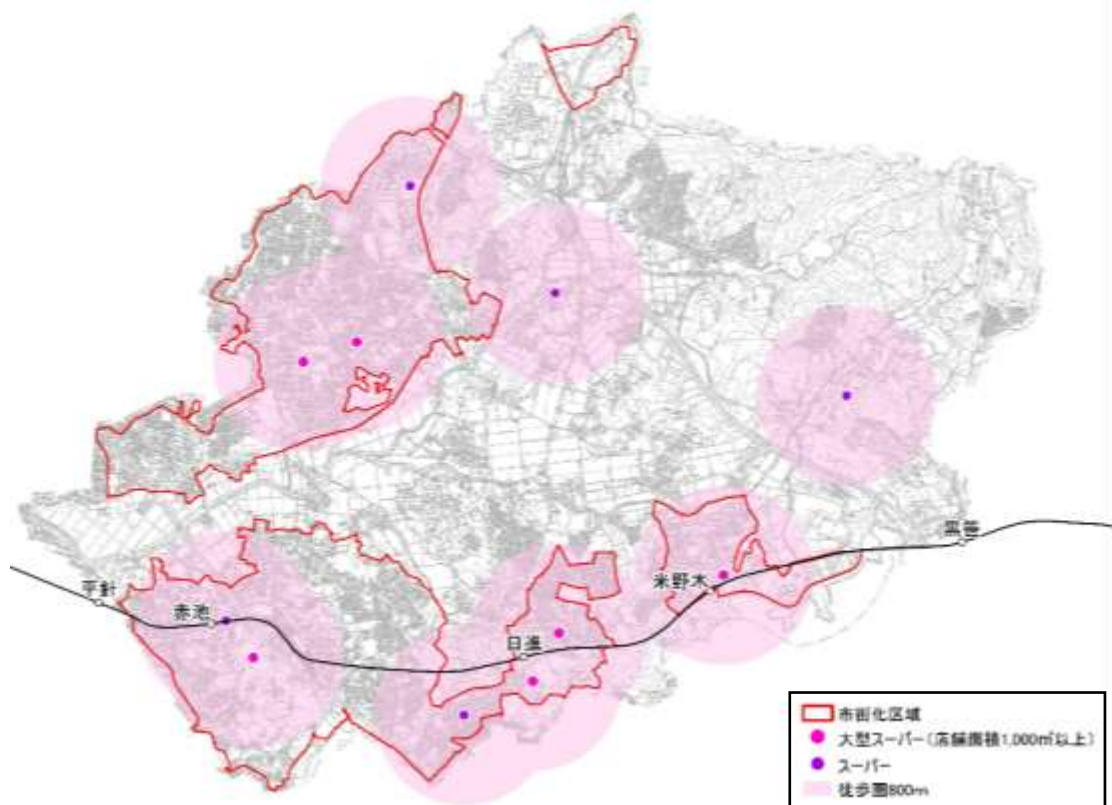 黒笹
米野木
平針
赤池
日進
市街化区域
大型スーパー（店舗面積1,000㎡以上）
スーパー
徒歩圏800m